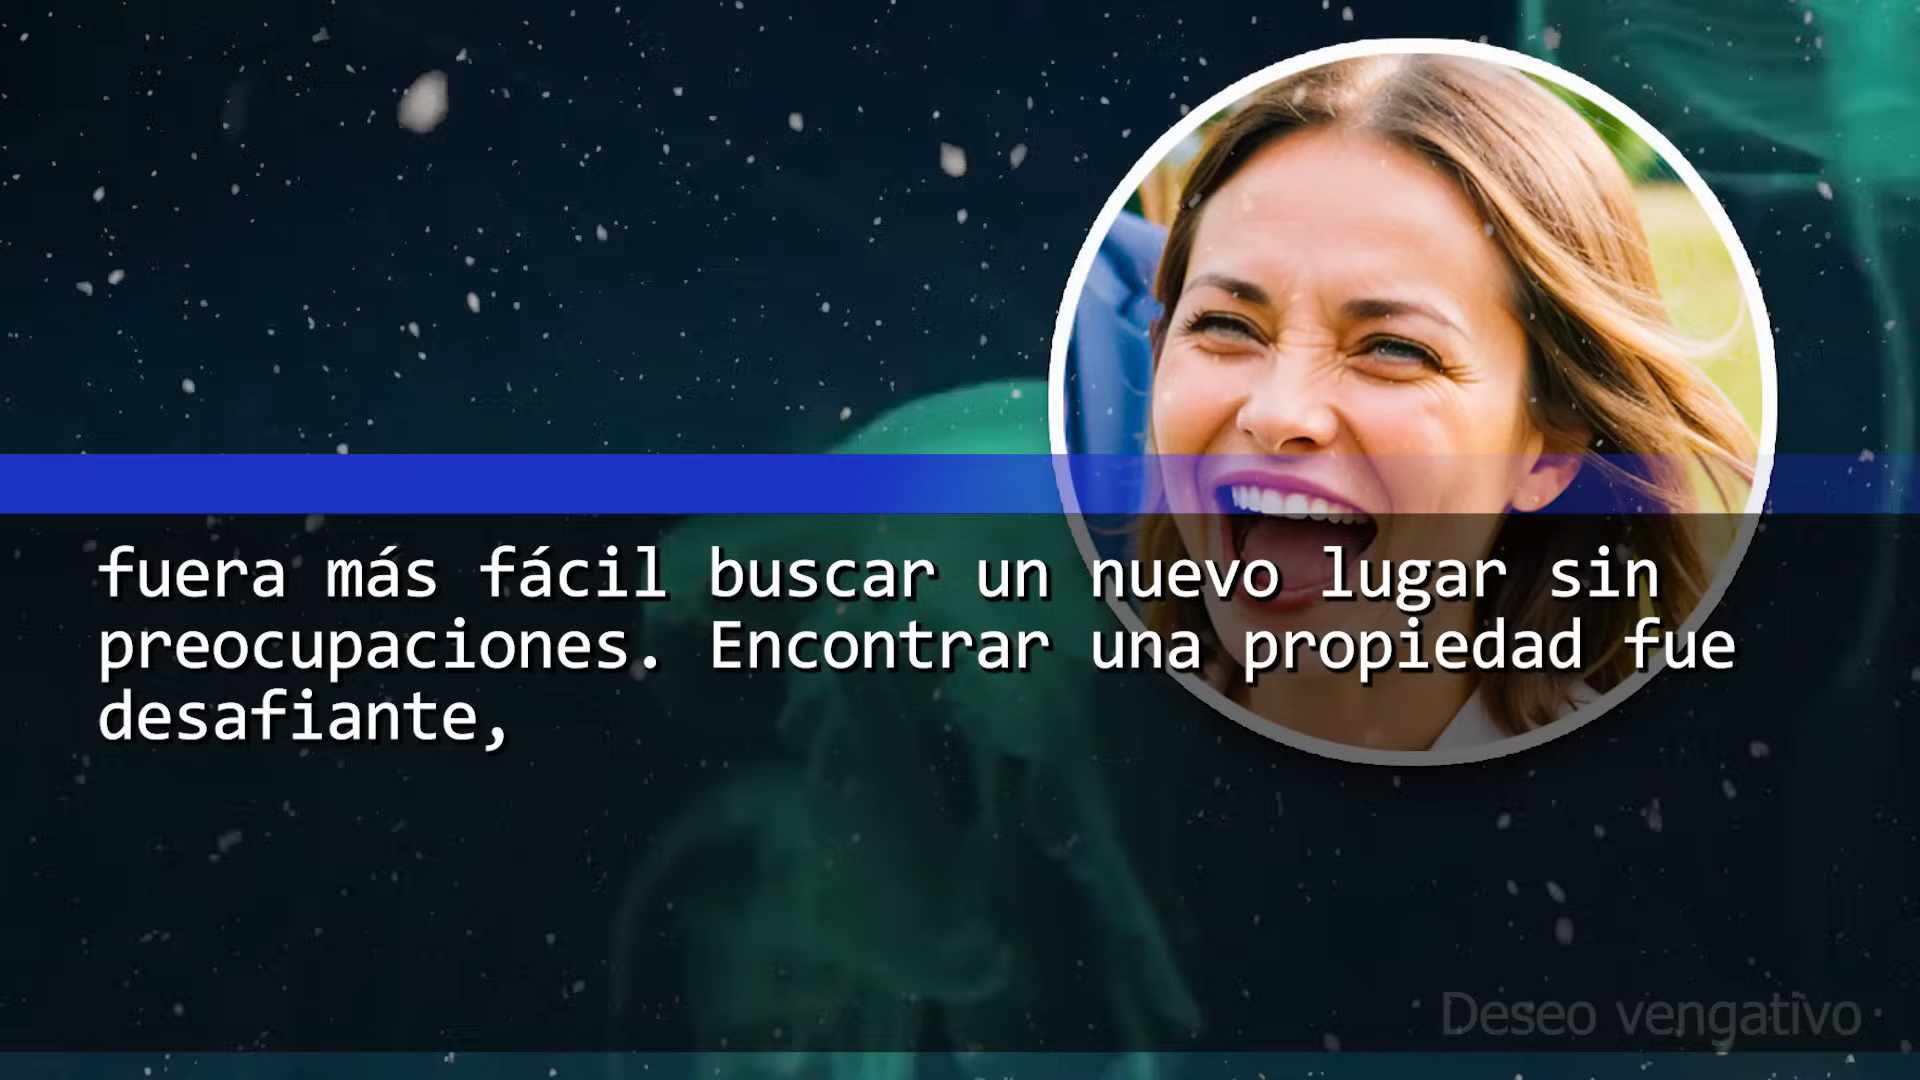 fuera más fácil buscar un nuevo lugar sin
preocupaciones. Encontrar una propiedad fue
desafiante,
Deseo vengativo